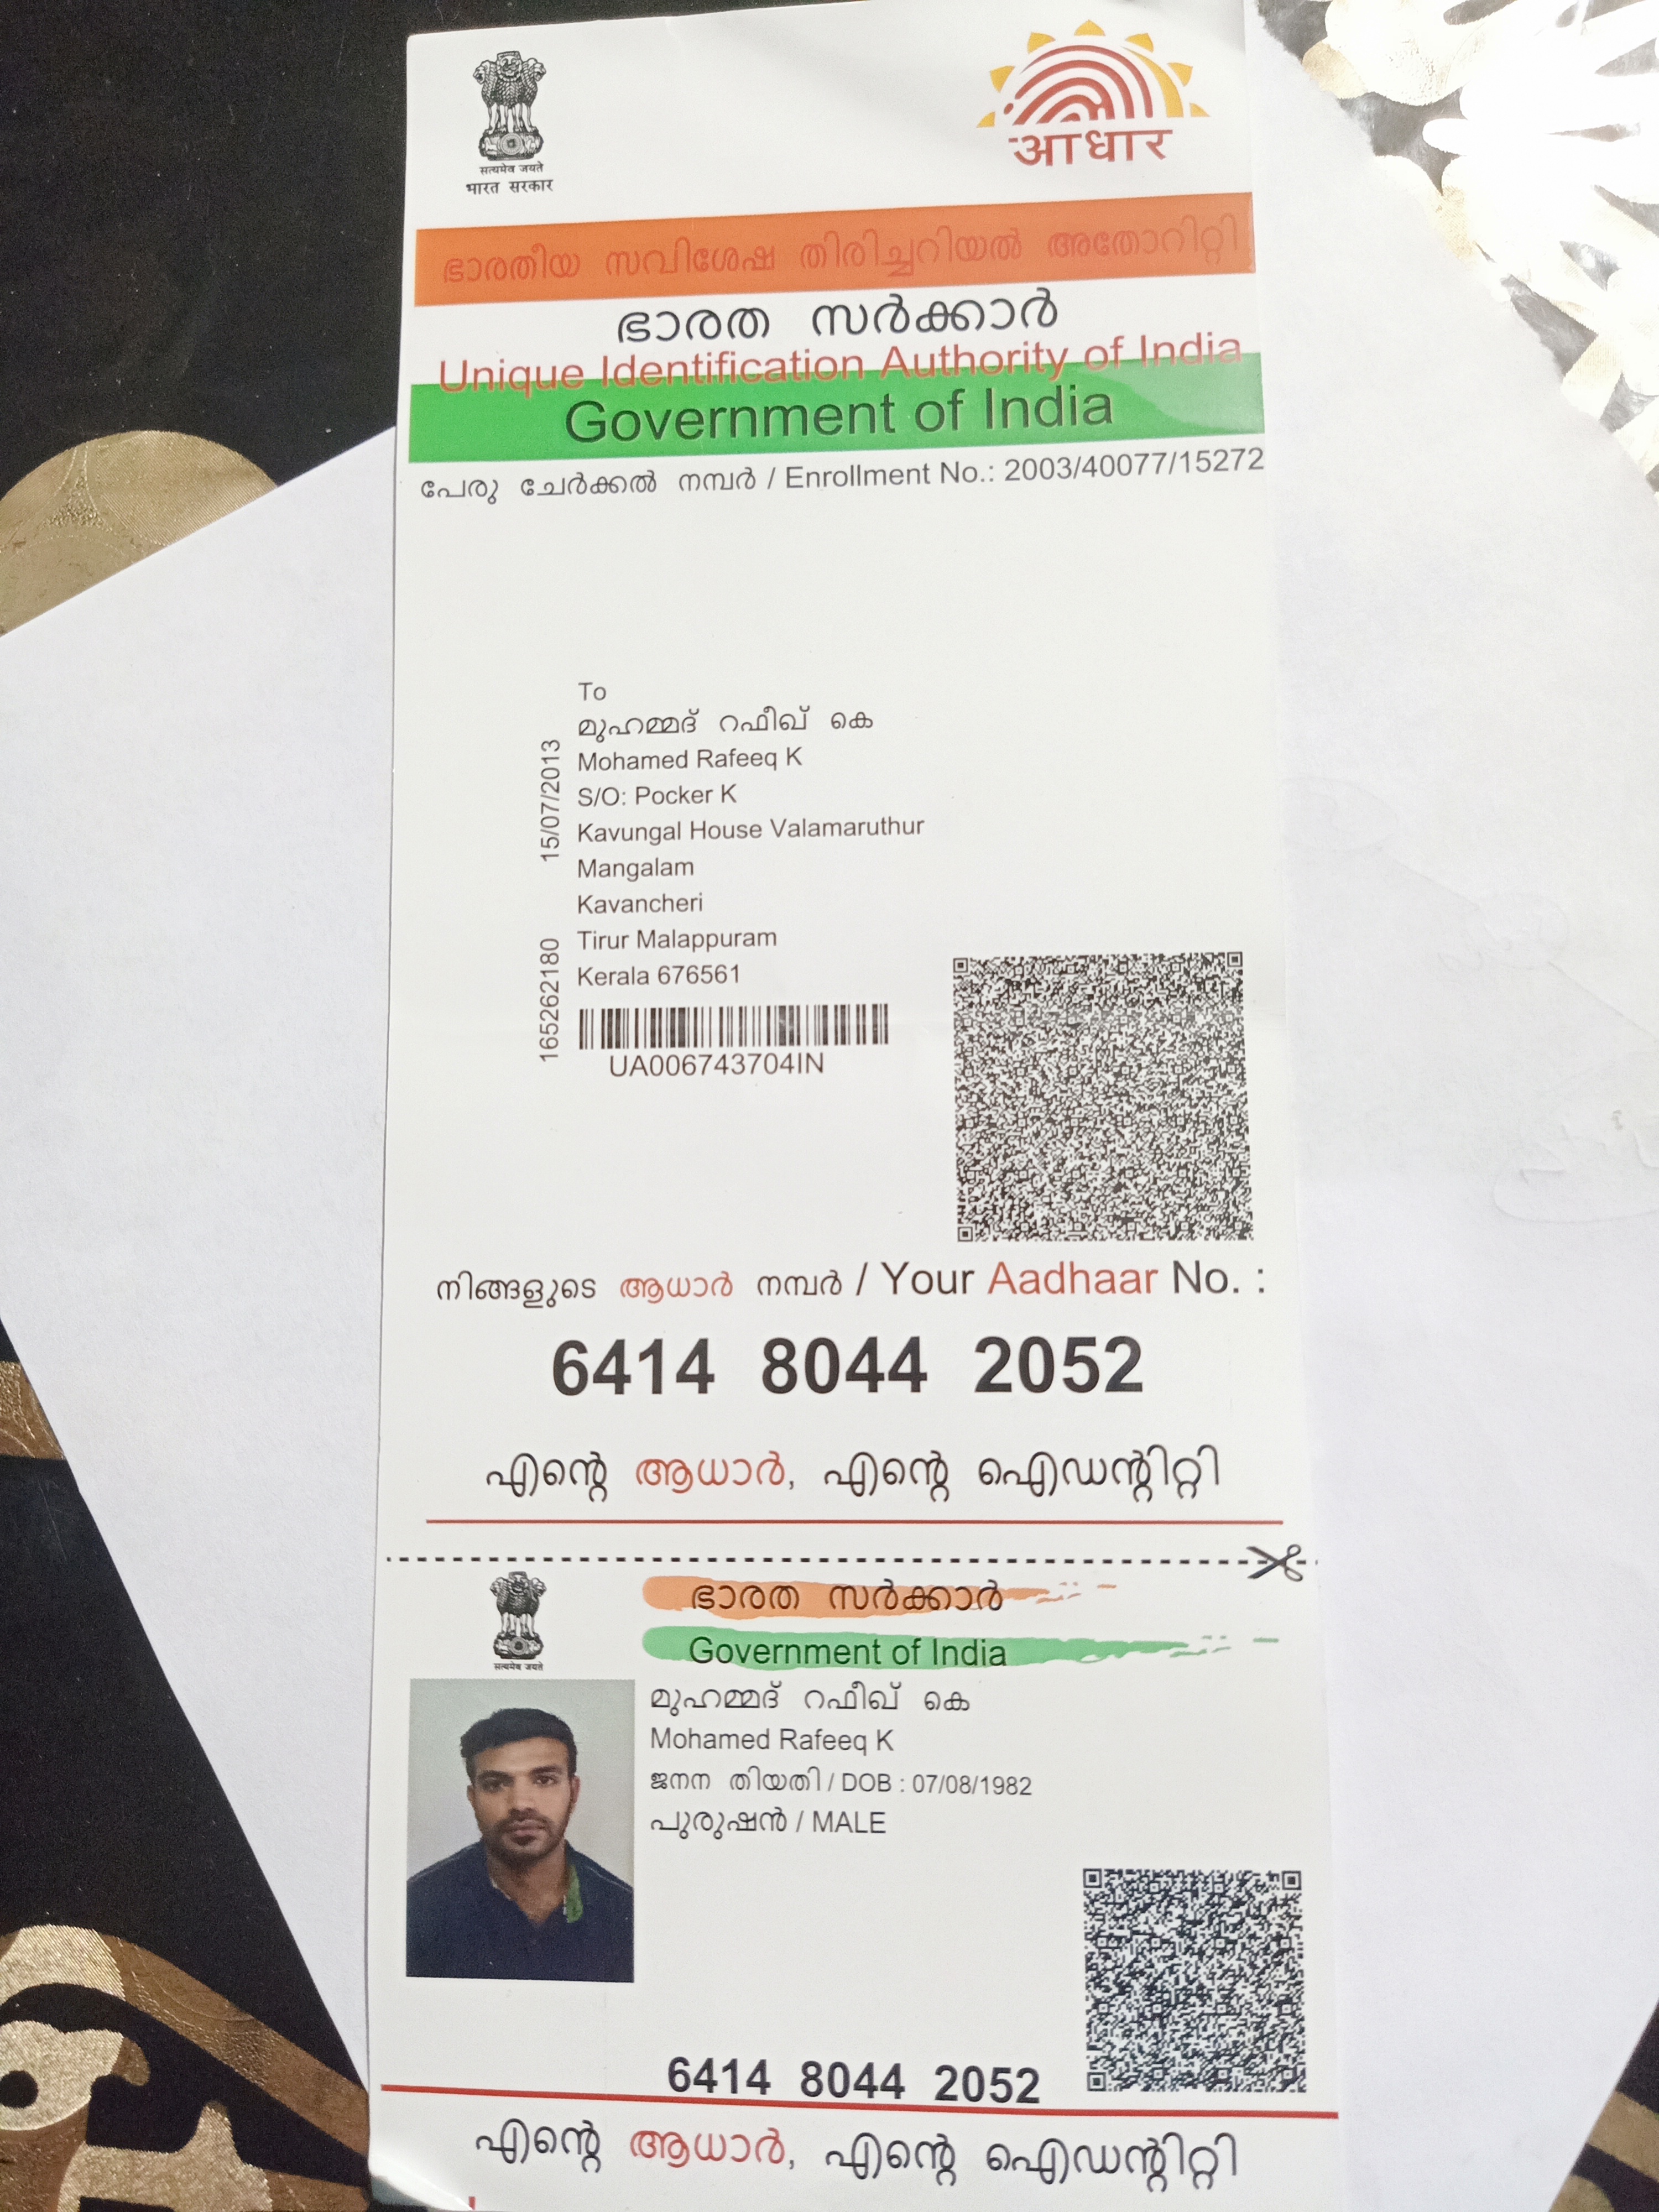 सत्यमेव जयते
भारत सरकार
आधार
ഭാരതീയ സവിശേഷ തിരിച്ചറിയൽ അതോറിറ്റി
ഭാരത സർക്കാർ
Unique Identification Authority of India
Government of India
പേരു ചേർക്കൽ നമ്പർ / Enrollment No.: 2003/40077/15272
To
മുഹമ്മദ് റഫീഖ് കെ
Mohamed Rafeeq K
S/O: Pocker K
Kavungal House Valamaruthur
Mangalam
Kavancheri
Tirur Malappuram
Kerala 676561
15/07/2013
165262180
UA006743704IN
നിങ്ങളുടെ ആധാർ നമ്പർ / Your Aadhaar No. :
6414 8044 2052
എന്റെ ആധാർ, എന്റെ ഐഡന്റിറ്റി
सत्यमेव जयते
ഭാരത സർക്കാർ
Government of India
മുഹമ്മദ് റഫീഖ് കെ
Mohamed Rafeeq K
ജനന തിയതി / DOB : 07/08/1982
പുരുഷൻ / MALE
6414 8044 2052
എന്റെ ആധാർ, എന്റെ ഐഡന്റിറ്റി